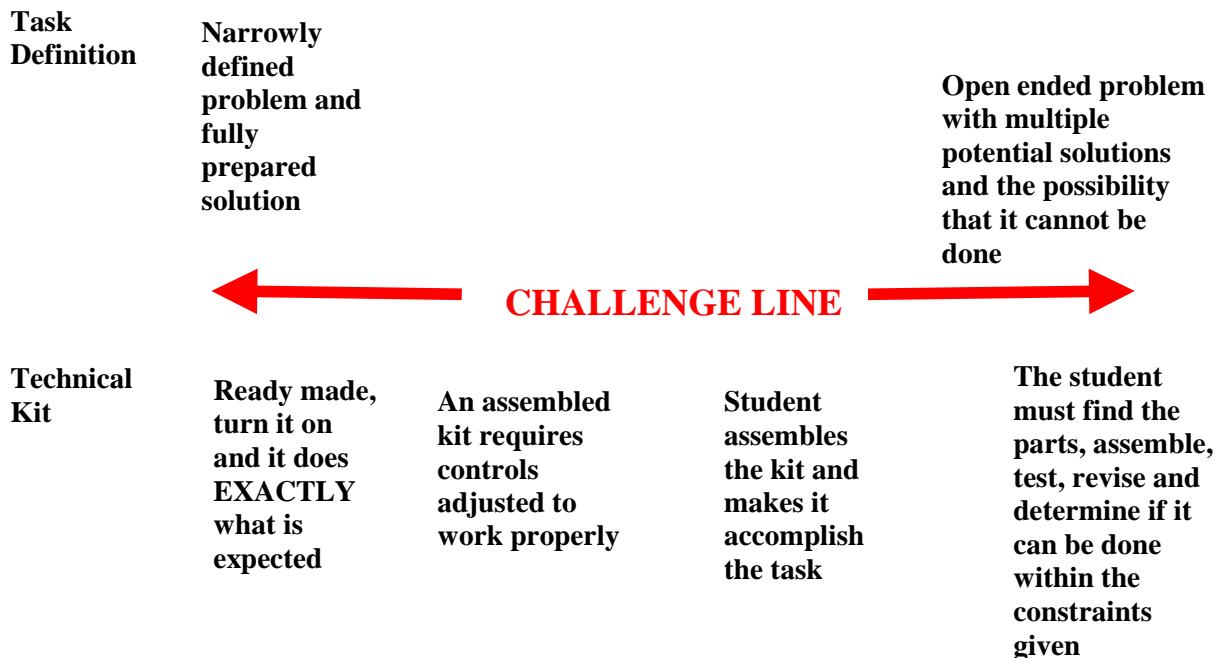 Task
Definition
Narrowly
defined
problem and
fully
prepared
solution
Open ended problem
with multiple
potential solutions
and the possibility
that it cannot be
done
CHALLENGE LINE
Technical
Kit
Ready made,
turn it on
and it does
EXACTLY
what is
expected
An assembled
kit requires
controls
adjusted to
work properly
Student
assembles
the kit and
makes it
accomplish
the task
The student
must find the
parts, assemble,
test, revise and
determine if it
can be done
within the
constraints
given